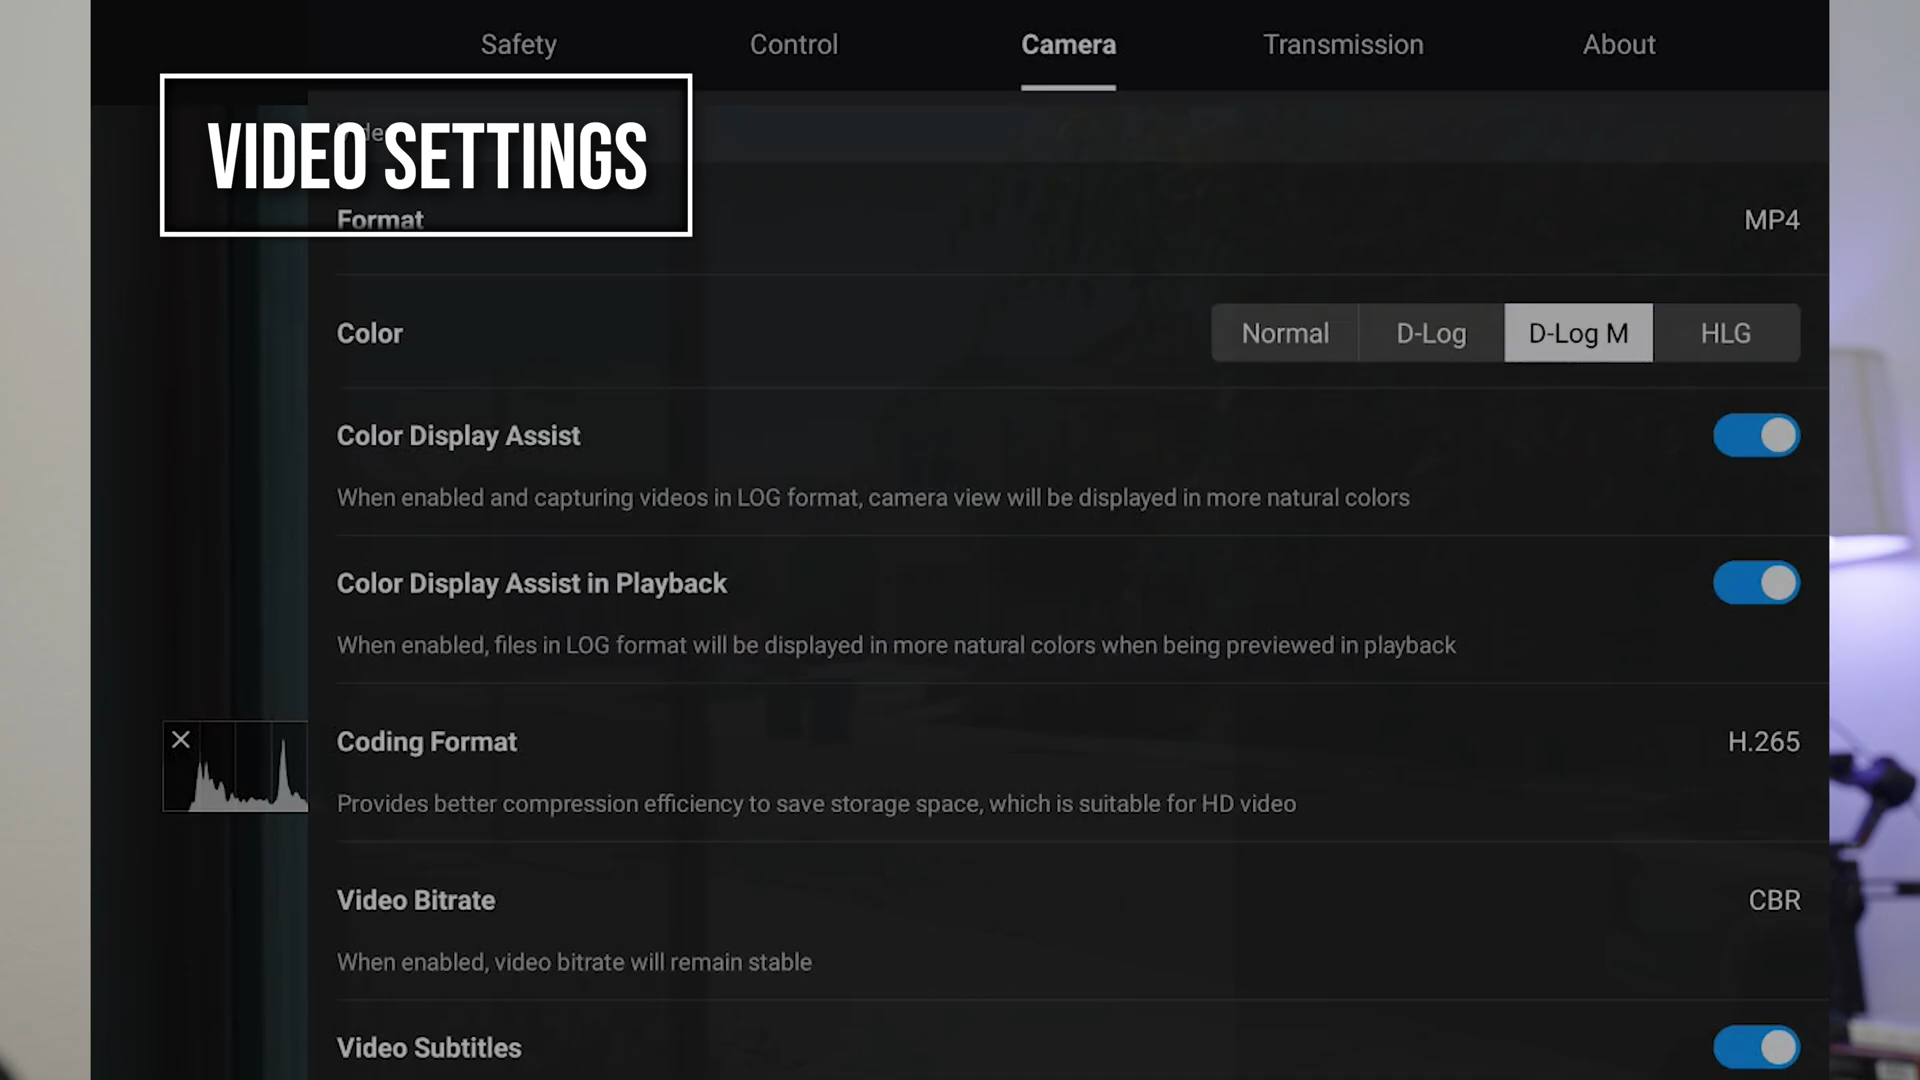 Safety Control Camera Transmission About
VIDEO SETTINGS
Format MP4
Color Normal D-Log D-Log M HLG
Color Display Assist
When enabled and capturing videos in LOG format, camera view will be displayed in more natural colors
Color Display Assist in Playback
When enabled, files in LOG format will be displayed in more natural colors when being previewed in playback
Coding Format H.265
Provides better compression efficiency to save storage space, which is suitable for HD video
Video Bitrate CBR
When enabled, video bitrate will remain stable
Video Subtitles